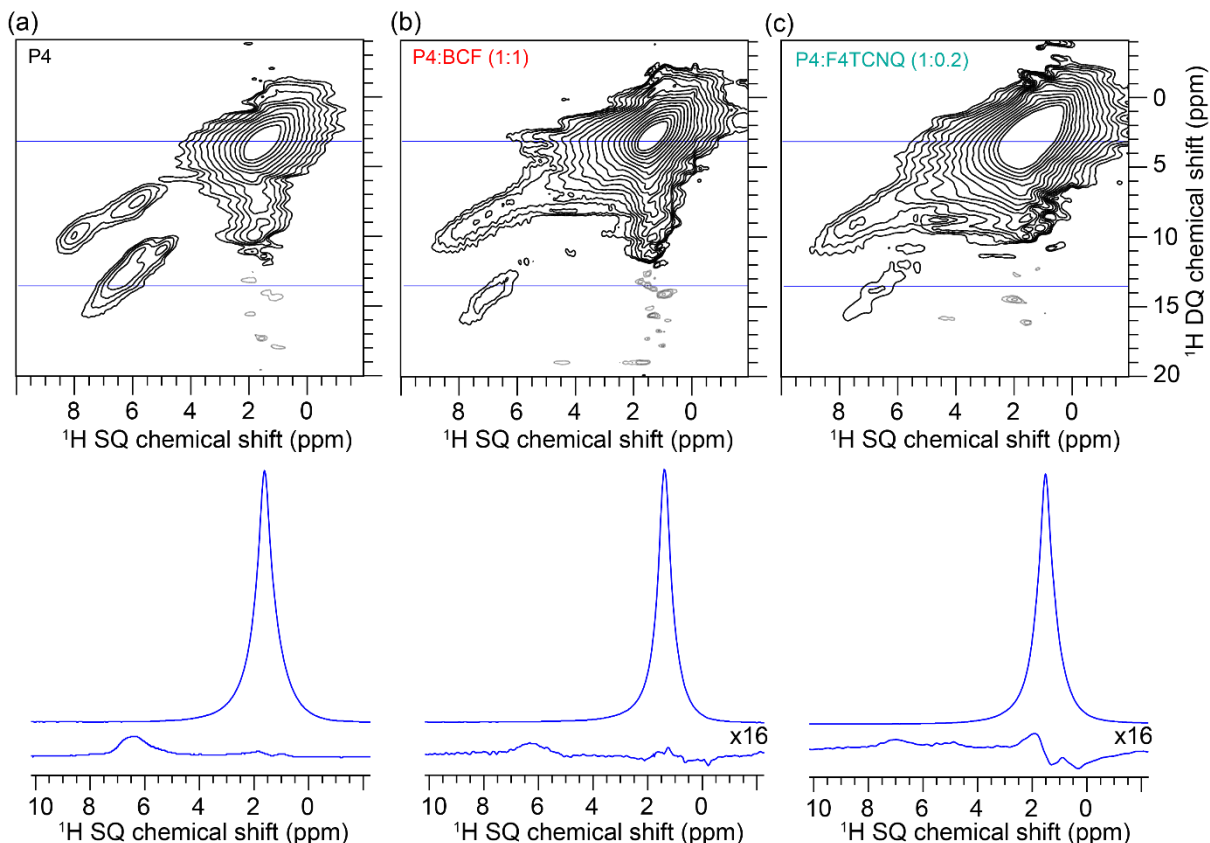 (a) (b) (c)
P4 P4:BCF (1:1) P4:F4TCNQ (1:0.2)
0
5
10
15
20
¹H DQ chemical shift (ppm)
8 6 4 2 0 8 6 4 2 0 8 6 4 2 0
¹H SQ chemical shift (ppm) ¹H SQ chemical shift (ppm) ¹H SQ chemical shift (ppm)
x16 x16
10 8 6 4 2 0 10 8 6 4 2 0 10 8 6 4 2 0
¹H SQ chemical shift (ppm) ¹H SQ chemical shift (ppm) ¹H SQ chemical shift (ppm)